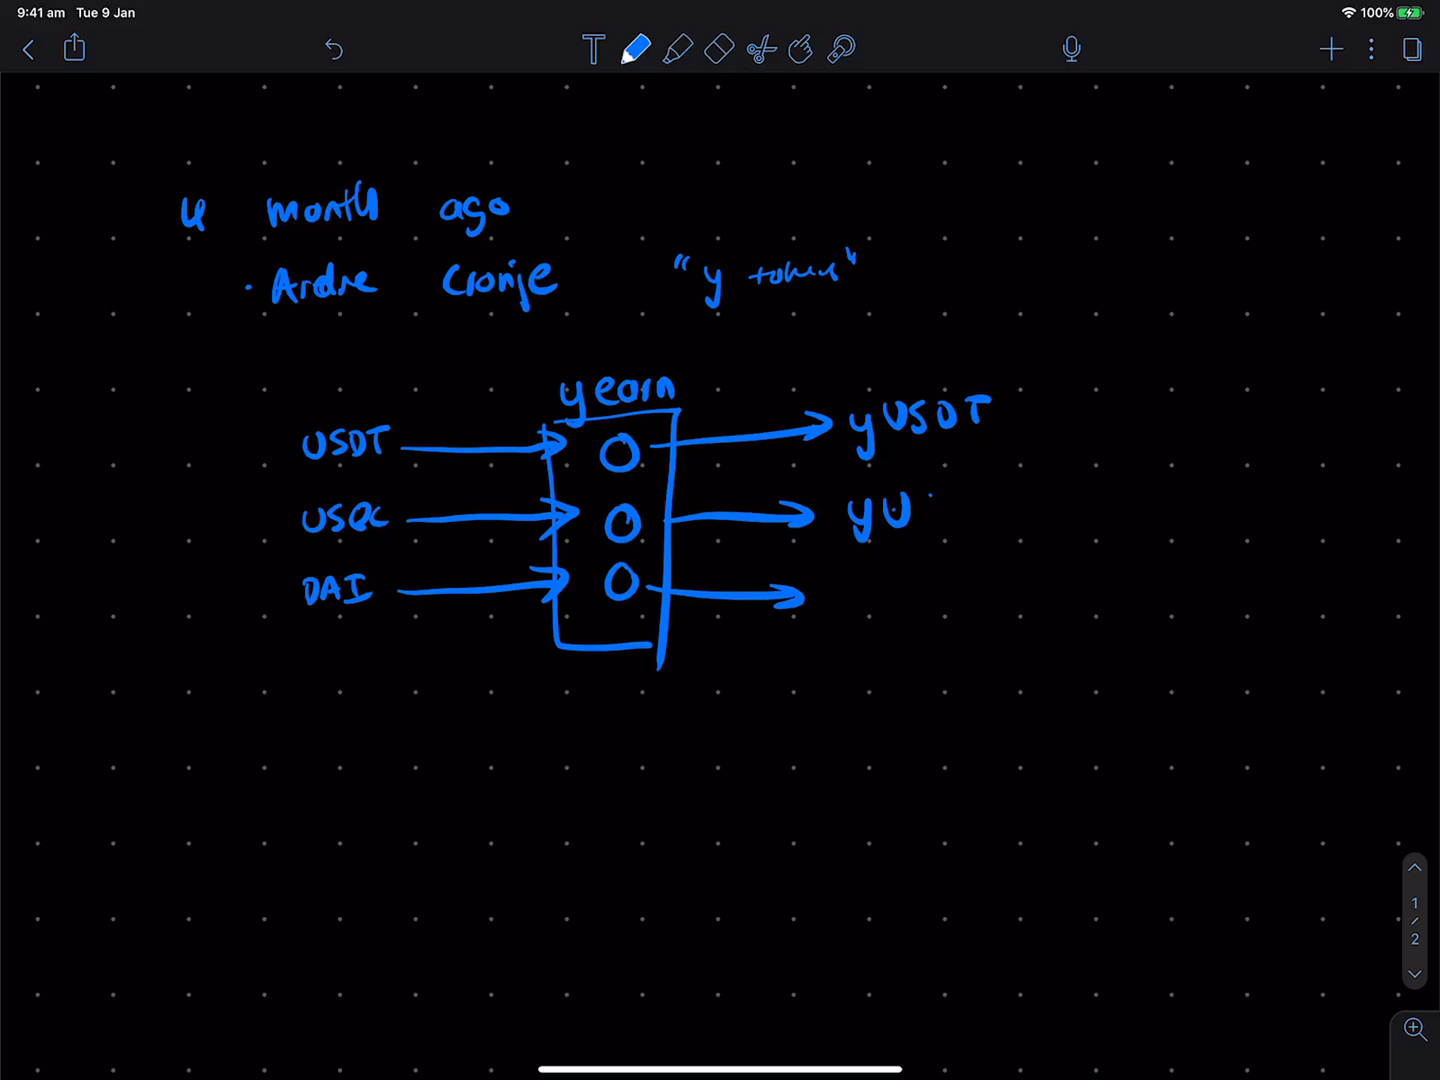 9:41 am Tue 9 Jan 100%
4 month ago
· Andre Cronje "y token"
yearn
USDT yUSDT
USDC yU
DAI
1
/
2